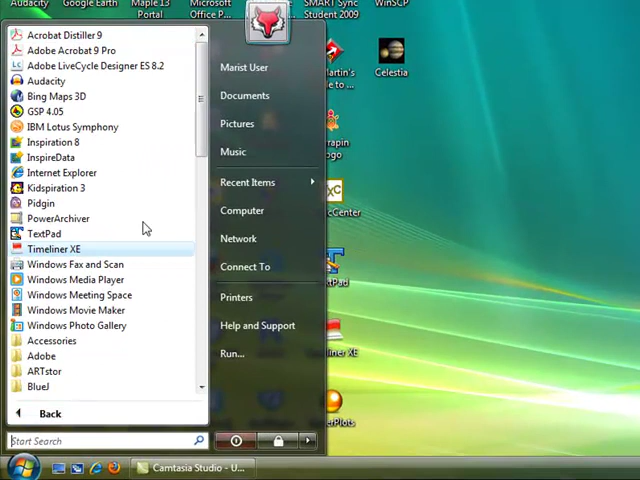 Audacity
Google Earth
Maple 13
Portal
Microsoft
Office P...
SMART Sync
Student 2009
WinSCP
Acrobat Distiller 9
Adobe Acrobat 9 Pro
Adobe LiveCycle Designer ES 8.2
Audacity
Bing Maps 3D
GSP 4.05
IBM Lotus Symphony
Inspiration 8
InspireData
Internet Explorer
Kidspiration 3
Pidgin
PowerArchiver
TextPad
Timeliner XE
Windows Fax and Scan
Windows Media Player
Windows Meeting Space
Windows Movie Maker
Windows Photo Gallery
Accessories
Adobe
ARTstor
BlueJ
Back
Start Search
Marist User
Documents
Pictures
Music
Recent Items
Computer
Network
Connect To
Printers
Help and Support
Run...
Celestia
Camtasia Studio - U...